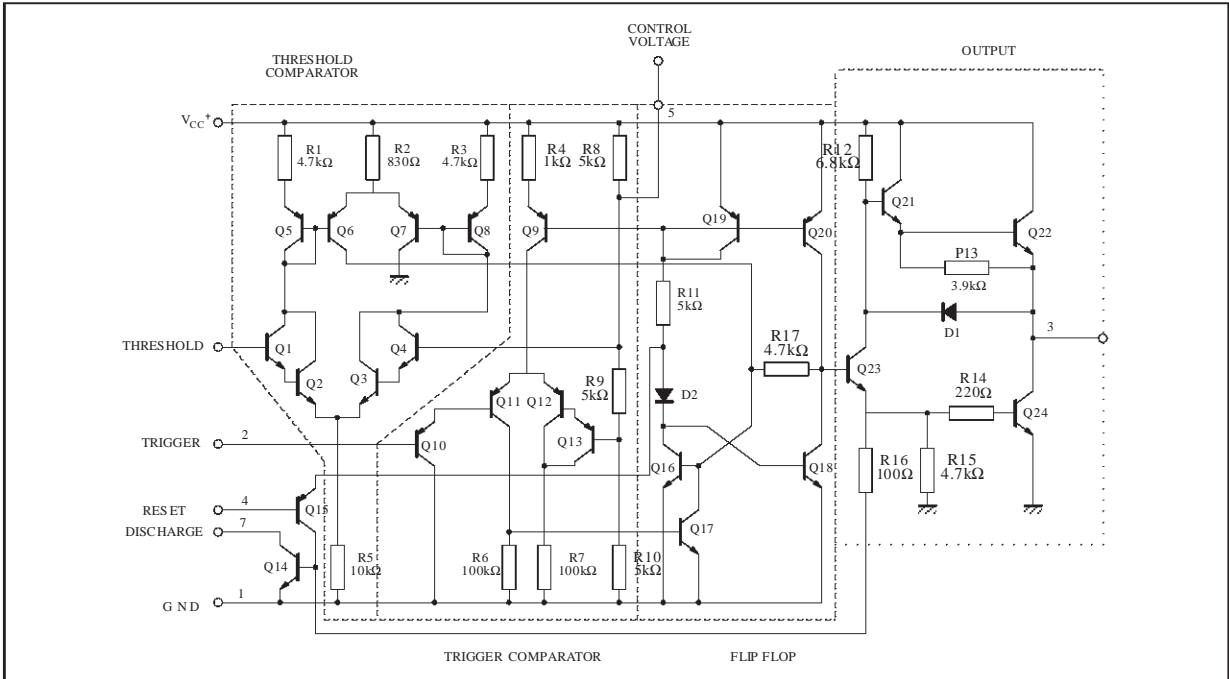 CONTROL
VOLTAGE
OUTPUT
THRESHOLD
COMPARATOR
5
VCC+
R1
4.7kΩ
R2
830Ω
R3
4.7kΩ
R4
1kΩ
R8
5kΩ
R12
6.8kΩ
Q5
Q6
Q7
Q8
Q9
Q19
Q20
Q21
Q22
P13
3.9kΩ
R11
5kΩ
D1
3
THRESHOLD
Q1
Q2
Q3
Q4
R17
4.7kΩ
Q23
R9
5kΩ
D2
R14
220Ω
Q11
Q12
Q24
TRIGGER
2
Q10
Q13
Q16
Q18
R16
100Ω
R15
4.7kΩ
RESET
4
Q15
DISCHARGE
7
Q17
Q14
R5
10kΩ
R6
100kΩ
R7
100kΩ
R10
5kΩ
GND
1
TRIGGER COMPARATOR
FLIP FLOP